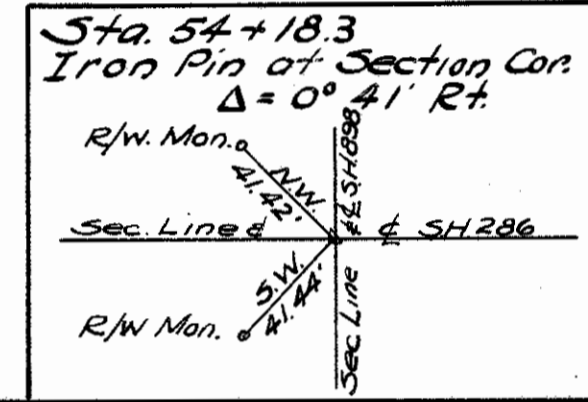 Sta. 54+18.3
Iron Pin at Section Cor.
Δ = 0° 41' Rt.
R/W. Mon.
N.W.
41.42'
Sec. Line & ℄ SH. 898
Sec. Line & ℄ SH 286
S.W.
41.44'
R/W Mon.